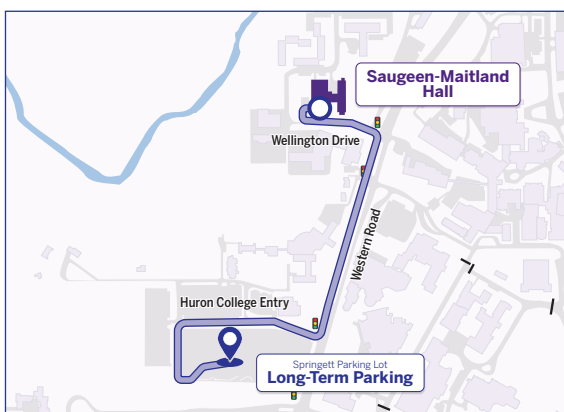 Saugeen-Maitland
Hall
Wellington Drive
Western Road
Huron College Entry
Springett Parking Lot
Long-Term Parking